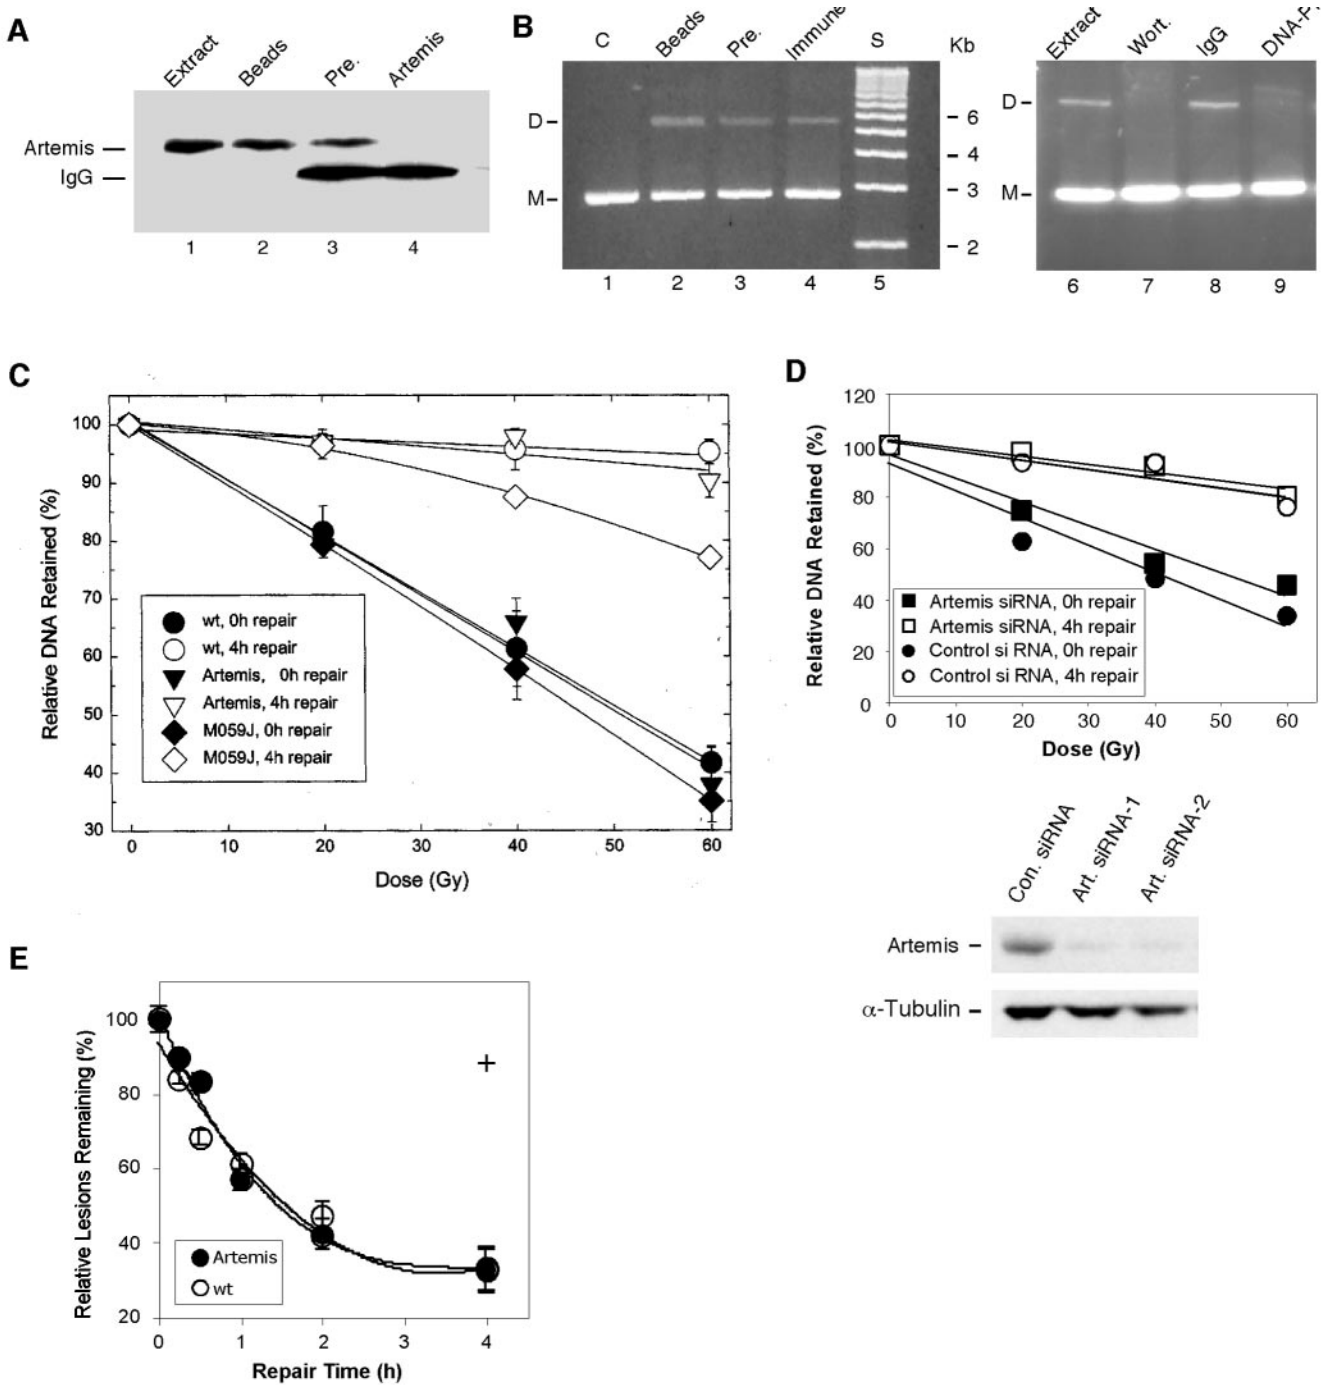 A
Extract
Beads
Pre.
Artemis
Artemis
IgG
1 2 3 4
B
C
Beads
Pre.
Immune
S
Kb
D
M
6
4
3
2
1 2 3 4 5
Extract
Wort.
IgG
D
M
6 7 8 9
C
Relative DNA Retained (%)
100
90
80
70
60
50
40
30
wt, 0h repair
wt, 4h repair
Artemis, 0h repair
Artemis, 4h repair
M059J, 0h repair
M059J, 4h repair
0 20 40 60
Dose (Gy)
D
Relative DNA Retained (%)
120
100
80
60
40
20
0
Artemis siRNA, 0h repair
Artemis siRNA, 4h repair
Control si RNA, 0h repair
Control si RNA, 4h repair
0 10 20 30 40 50 60
Dose (Gy)
Con. siRNA
Art. siRNA-1
Art. siRNA-2
Artemis
α-Tubulin
E
Relative Lesions Remaining (%)
100
80
60
40
20
+
Artemis
wt
0 1 2 3 4
Repair Time (h)